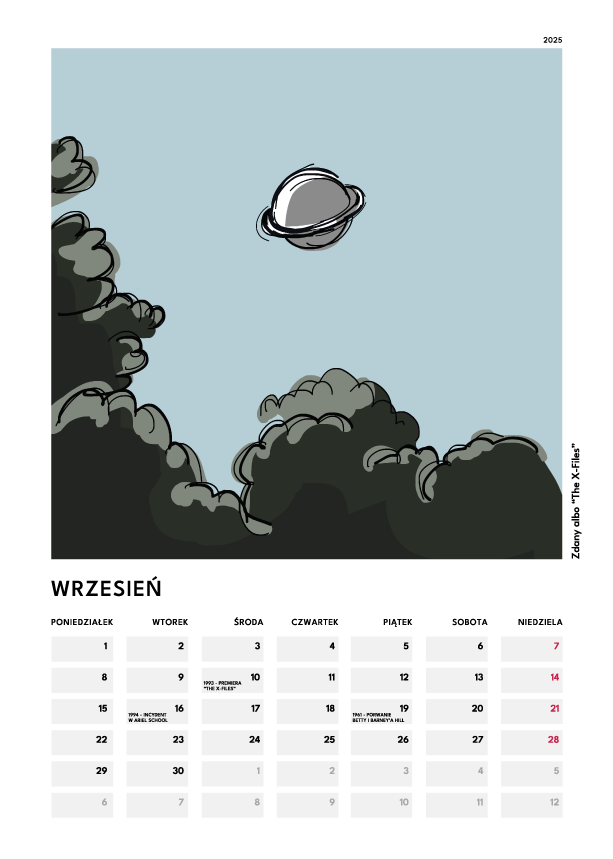 2025
Zdany albo "The X-Files"
WRZESIEŃ
PONIEDZIAŁEK WTOREK ŚRODA CZWARTEK PIĄTEK SOBOTA NIEDZIELA
1 2 3 4 5 6 7
8 9 10 11 12 13 14
1993 - PREMIERA
"THE X-FILES"
15 16 17 18 19 20 21
1994 - INCYDENT
W ARIEL SCHOOL
1961 - PORWANIE
BETTY I BARNEY'A HILL
22 23 24 25 26 27 28
29 30 1 2 3 4 5
6 7 8 9 10 11 12